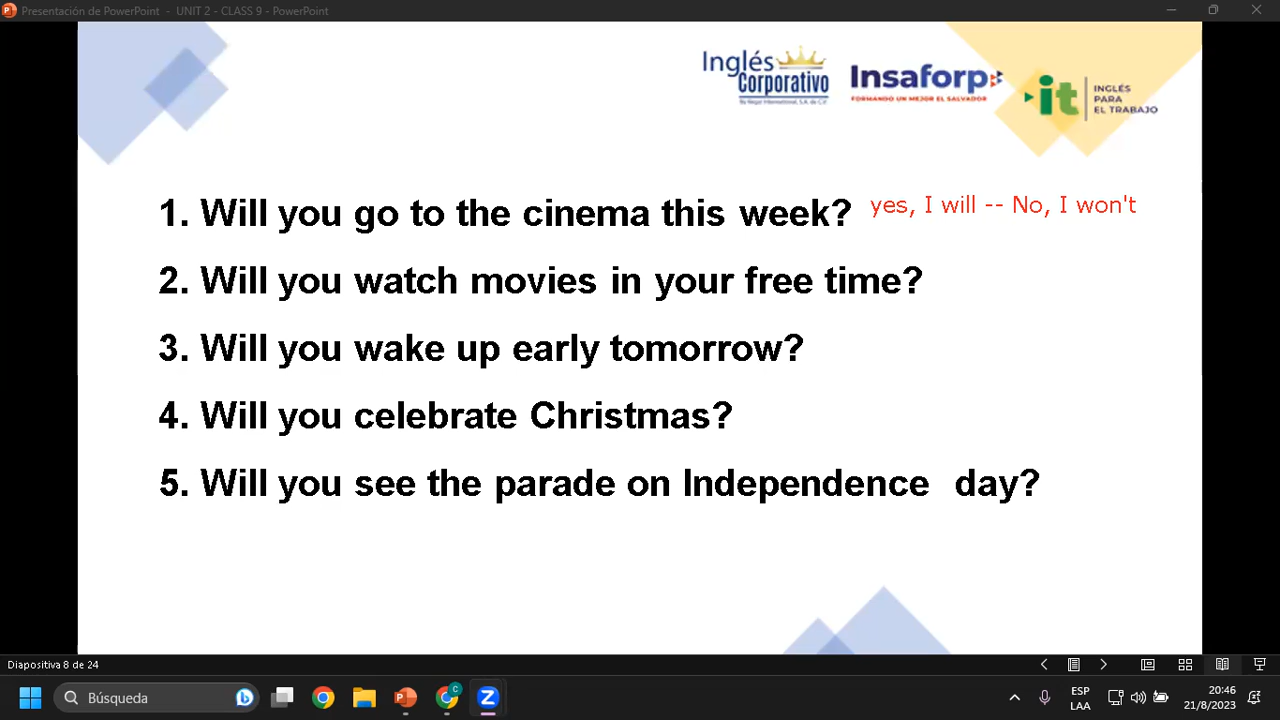 Presentación de PowerPoint - UNIT 2 - CLASS 9 - PowerPoint
Inglés
Corporativo
Insaforp
FORMANDO UN MEJOR EL SALVADOR
it
INGLÉS
PARA
EL TRABAJO
1. Will you go to the cinema this week? yes, I will -- No, I won't
2. Will you watch movies in your free time?
3. Will you wake up early tomorrow?
4. Will you celebrate Christmas?
5. Will you see the parade on Independence day?
Diapositiva 8 de 24
Búsqueda
ESP
LAA
20:46
21/8/2023